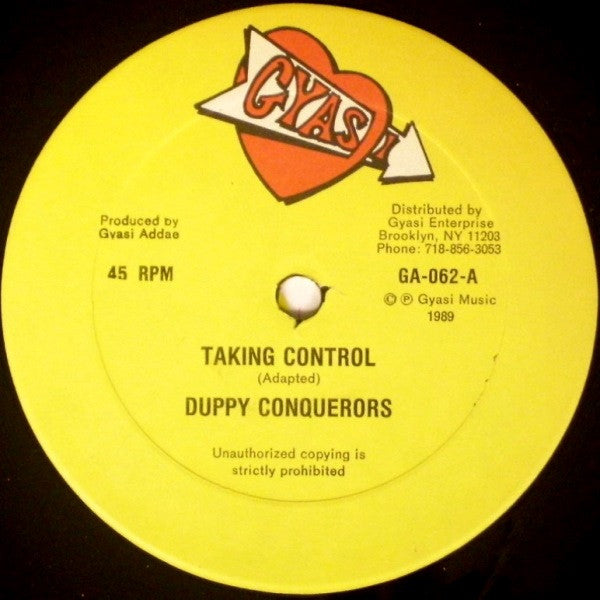 GYASI
Produced by
Gyasi Addae
Distributed by
Gyasi Enterprise
Brooklyn, NY 11203
Phone: 718-856-3053
45 RPM
GA-062-A
© ℗ Gyasi Music
1989
TAKING CONTROL
(Adapted)
DUPPY CONQUERORS
Unauthorized copying is
strictly prohibited